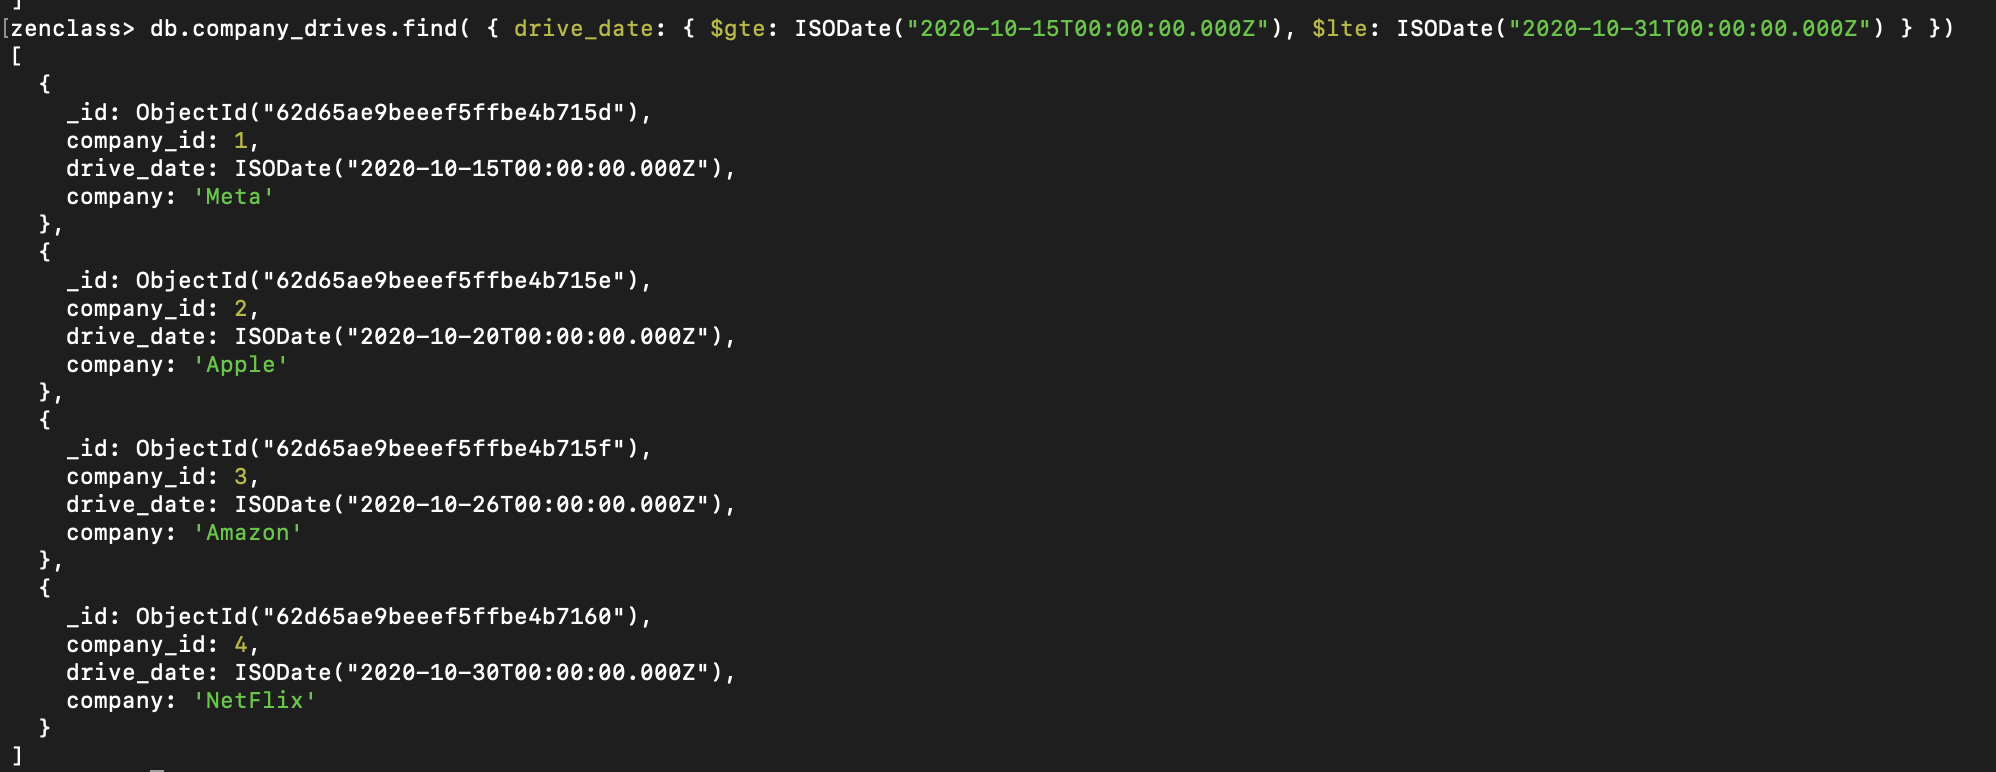 ]
[zenclass> db.company_drives.find( { drive_date: { $gte: ISODate("2020-10-15T00:00:00.000Z"), $lte: ISODate("2020-10-31T00:00:00.000Z") } })
[
  {
    _id: ObjectId("62d65ae9beeef5ffbe4b715d"),
    company_id: 1,
    drive_date: ISODate("2020-10-15T00:00:00.000Z"),
    company: 'Meta'
  },
  {
    _id: ObjectId("62d65ae9beeef5ffbe4b715e"),
    company_id: 2,
    drive_date: ISODate("2020-10-20T00:00:00.000Z"),
    company: 'Apple'
  },
  {
    _id: ObjectId("62d65ae9beeef5ffbe4b715f"),
    company_id: 3,
    drive_date: ISODate("2020-10-26T00:00:00.000Z"),
    company: 'Amazon'
  },
  {
    _id: ObjectId("62d65ae9beeef5ffbe4b7160"),
    company_id: 4,
    drive_date: ISODate("2020-10-30T00:00:00.000Z"),
    company: 'NetFlix'
  }
]